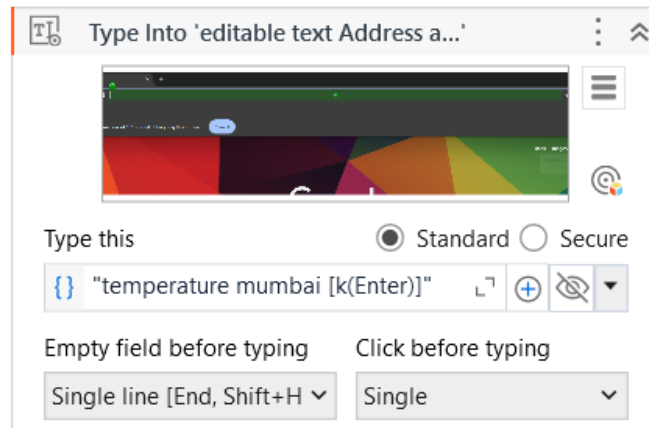 Type Into 'editable text Address a...'
Type this
Standard
Secure
{} "temperature mumbai [k(Enter)]"
Empty field before typing
Click before typing
Single line [End, Shift+H
Single